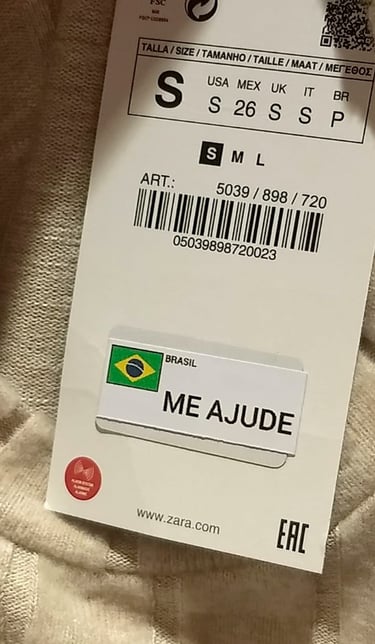 FSC
TALLA / SIZE / TAMANHO / TAILLE / MAAT / ΜΕΓΕΘΟΣ
S
USA MEX UK IT BR
S 26 S S P
S M L
ART.: 5039 / 898 / 720
05039898720023
BRASIL
ME AJUDE
www.zara.com
EAC